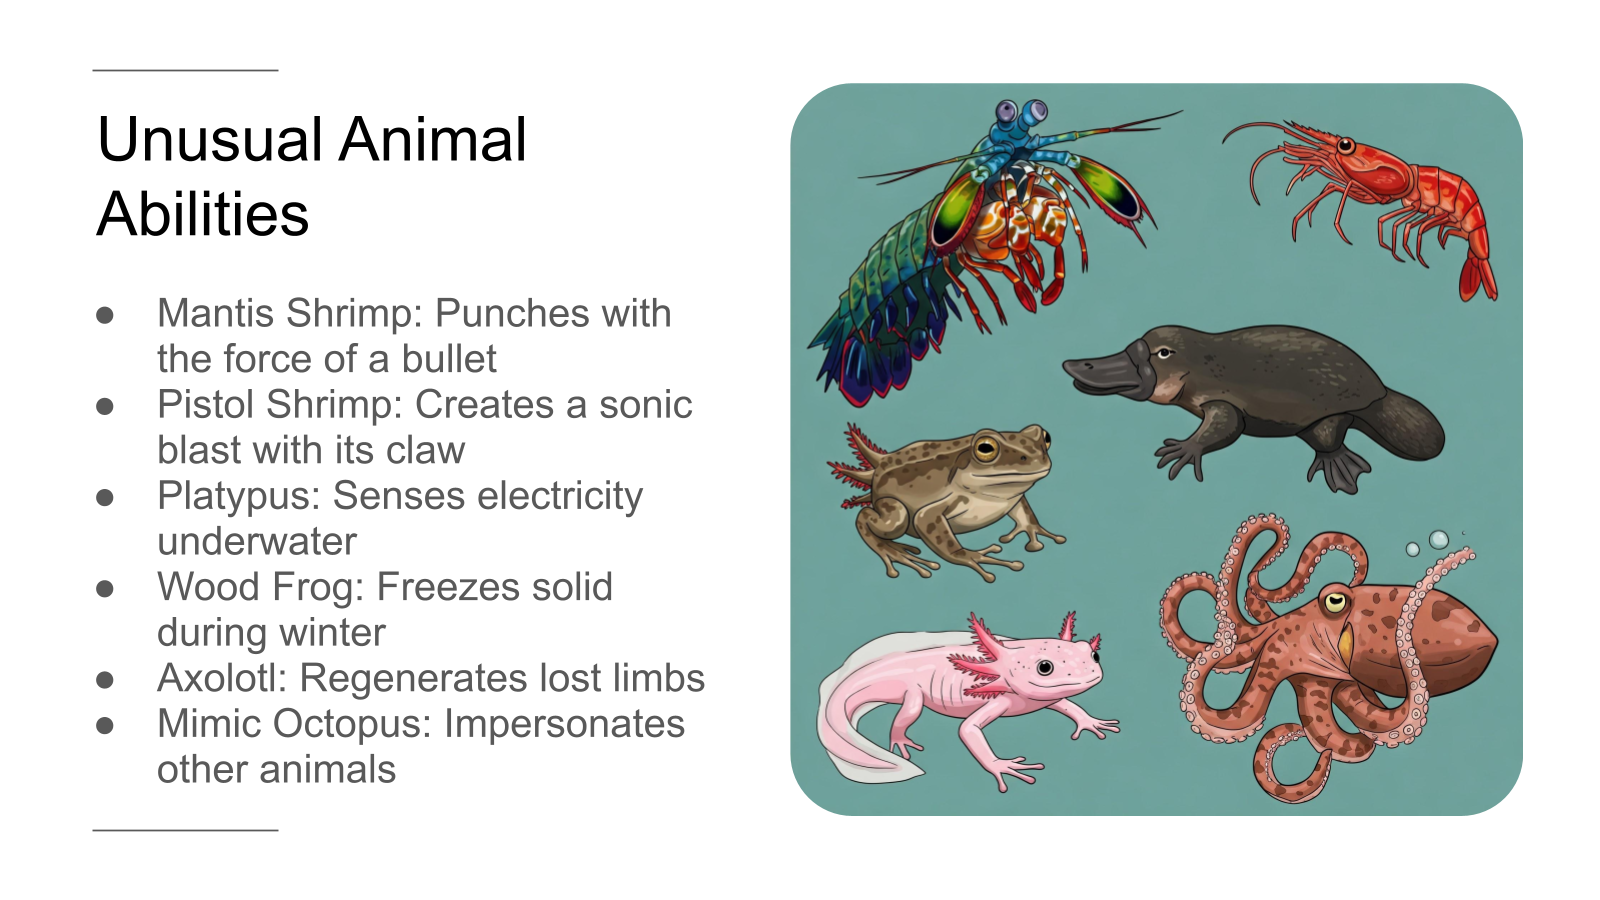 Unusual Animal
Abilities
● Mantis Shrimp: Punches with
the force of a bullet
● Pistol Shrimp: Creates a sonic
blast with its claw
● Platypus: Senses electricity
underwater
● Wood Frog: Freezes solid
during winter
● Axolotl: Regenerates lost limbs
● Mimic Octopus: Impersonates
other animals